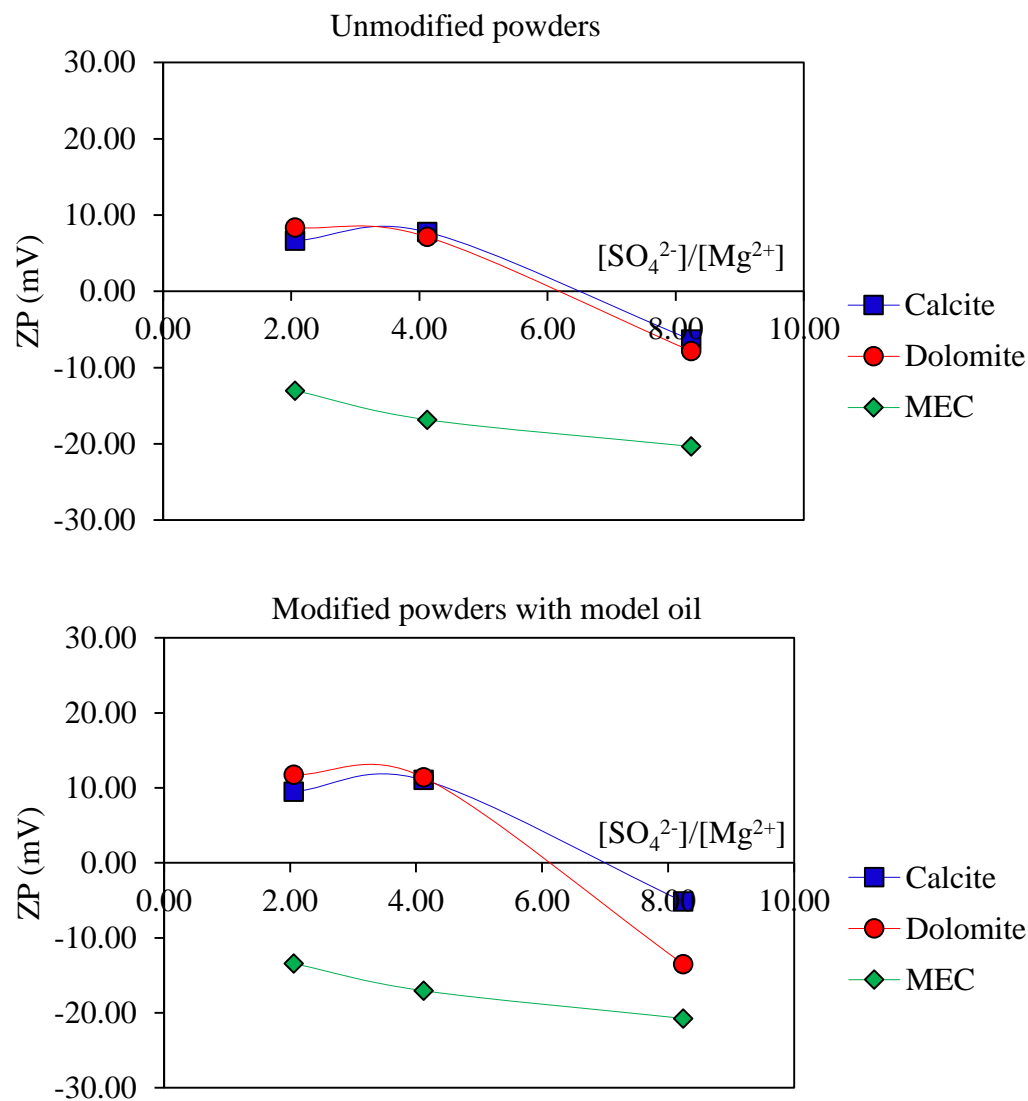 Unmodified powders
30.00
20.00
10.00
0.00
-10.00
-20.00
-30.00
ZP (mV)
[SO₄²⁻]/[Mg²⁺]
0.00 2.00 4.00 6.00 8.00 10.00
Calcite
Dolomite
MEC
Modified powders with model oil
30.00
20.00
10.00
0.00
-10.00
-20.00
-30.00
ZP (mV)
[SO₄²⁻]/[Mg²⁺]
0.00 2.00 4.00 6.00 8.00 10.00
Calcite
Dolomite
MEC